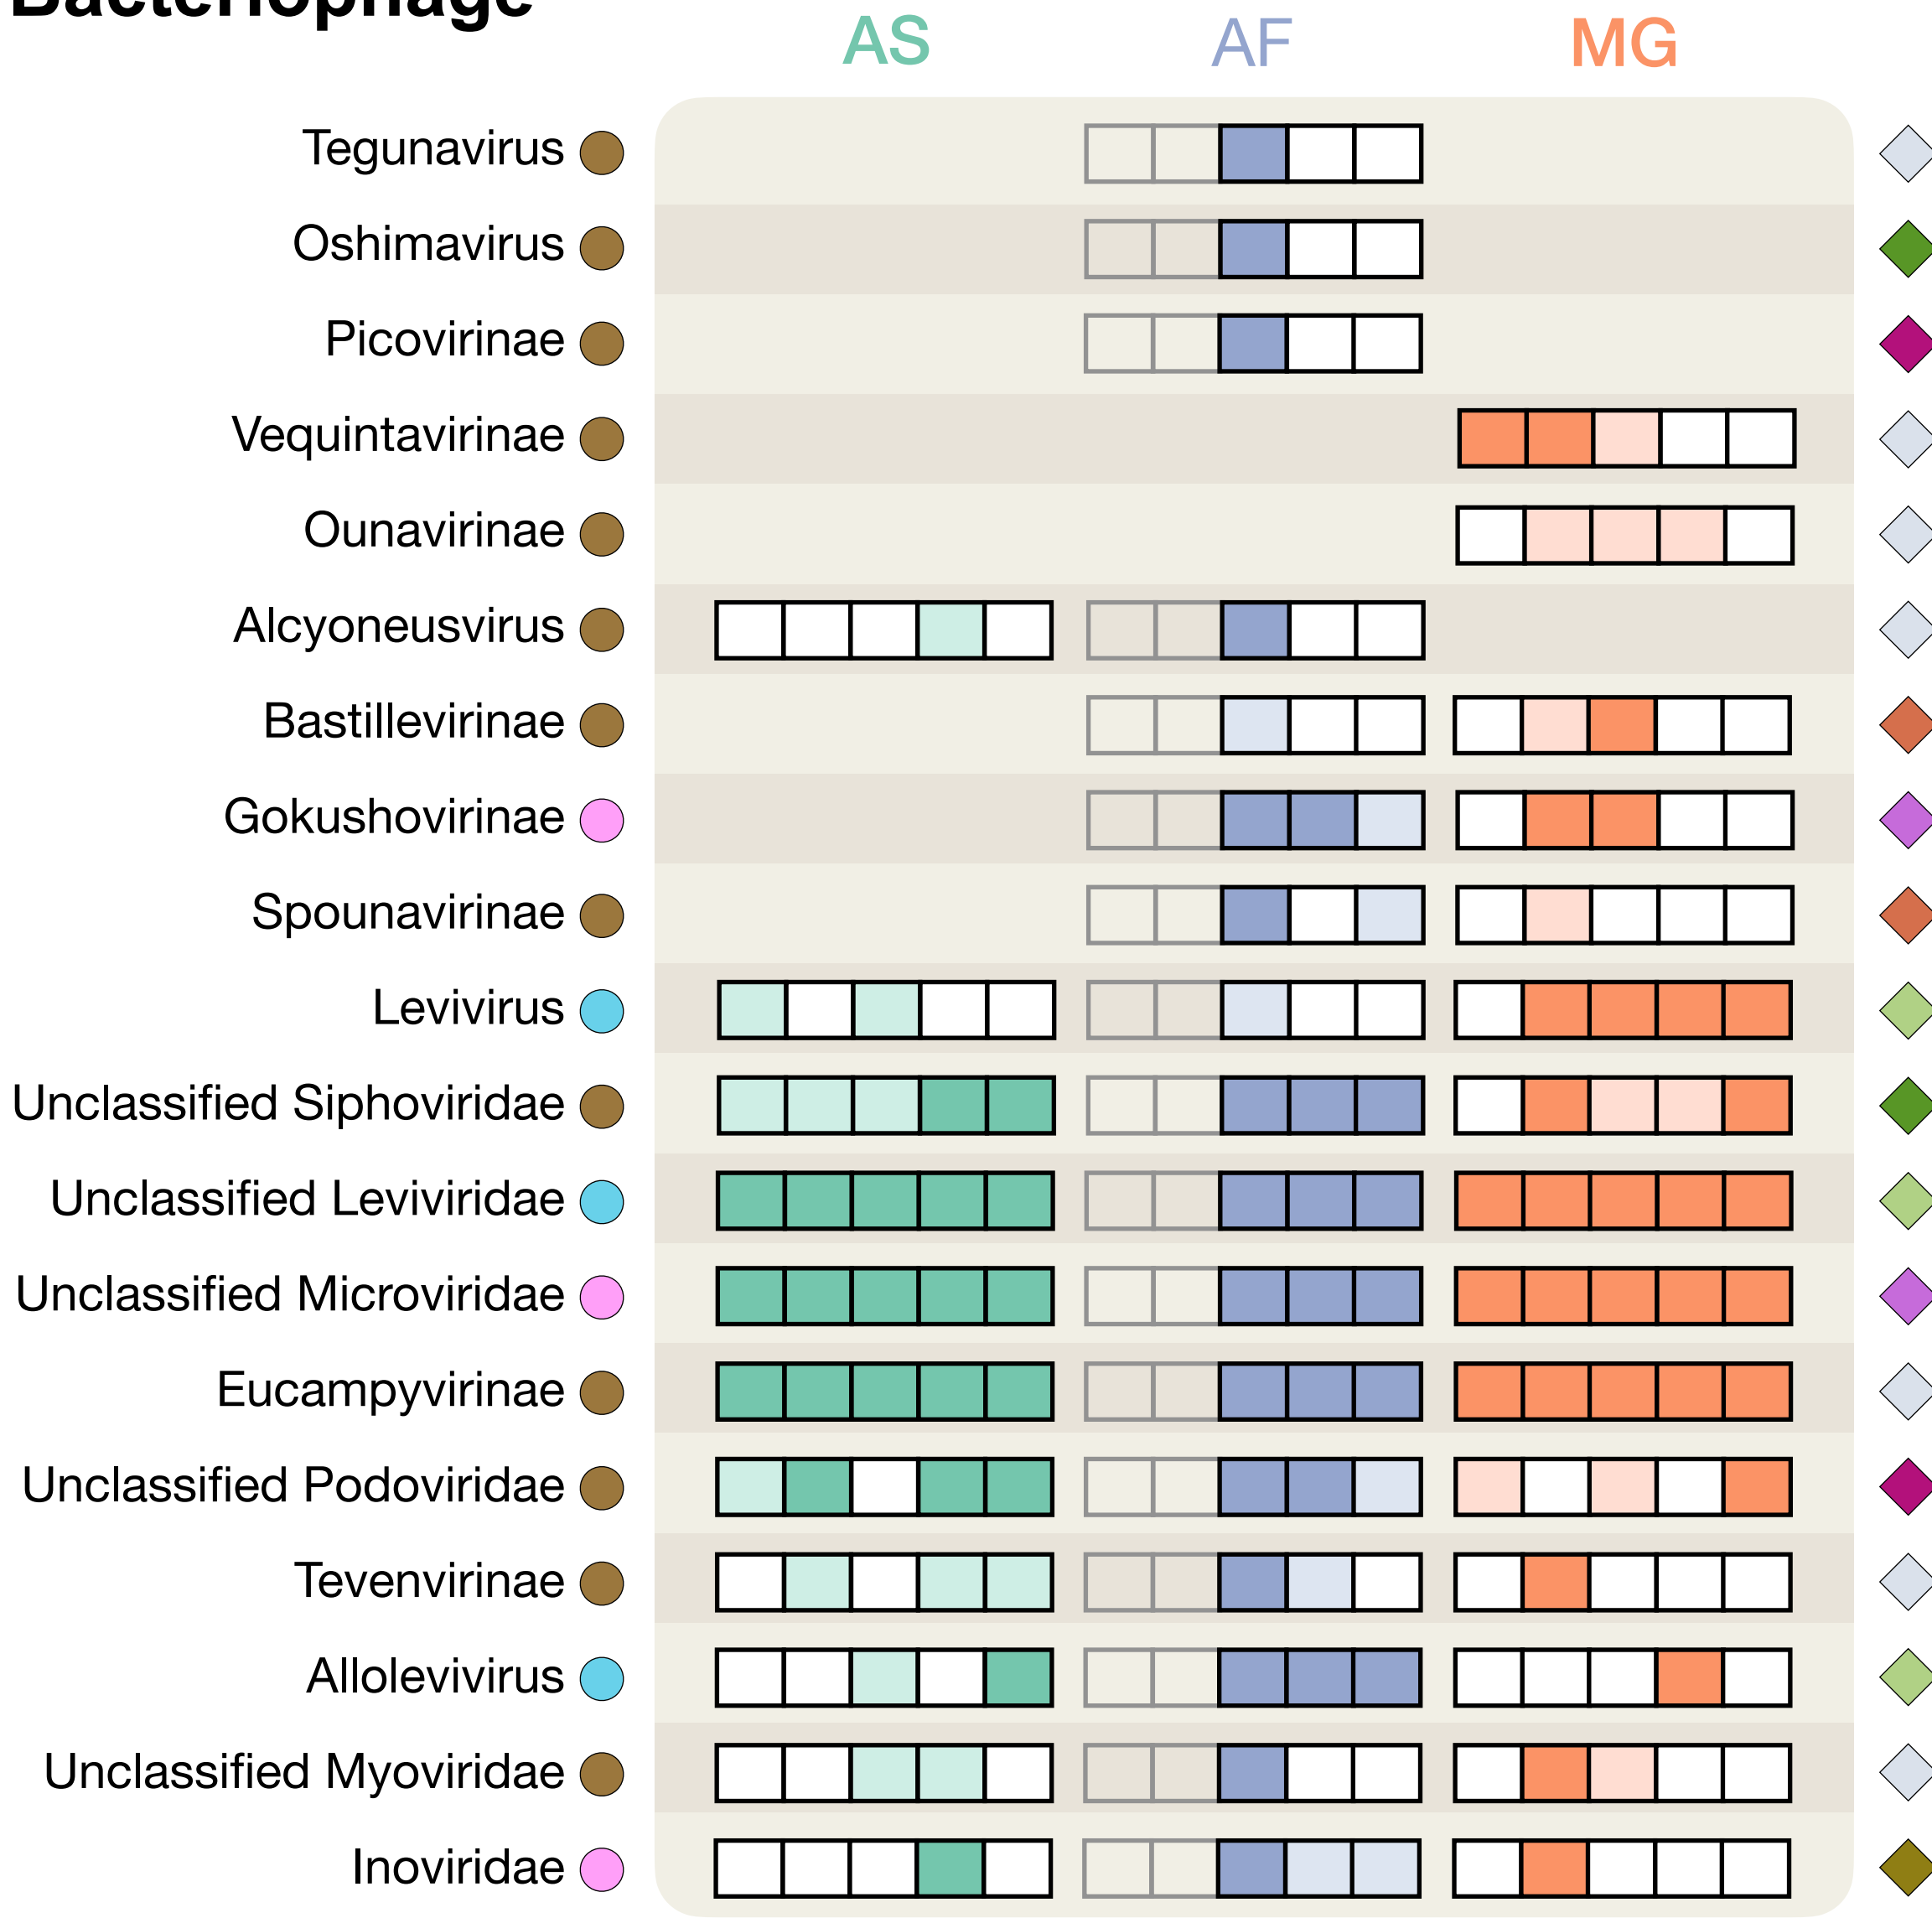 Bacteriophage
AS AF MG
Tegunavirus
Oshimavirus
Picovirinae
Vequintavirinae
Ounavirinae
Alcyoneusvirus
Bastillevirinae
Gokushovirinae
Spounavirinae
Levivirus
Unclassified Siphoviridae
Unclassified Leviviridae
Unclassified Microviridae
Eucampyvirinae
Unclassified Podoviridae
Tevenvirinae
Allolevivirus
Unclassified Myoviridae
Inoviridae